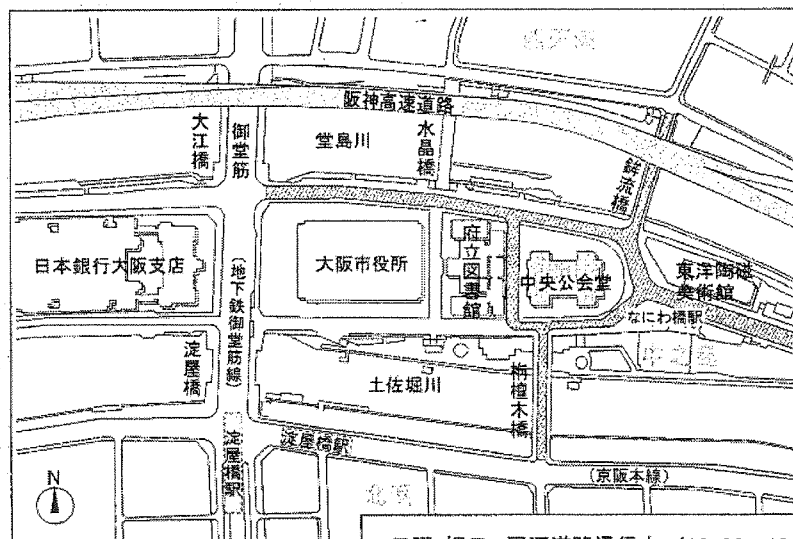 阪神高速道路
大江橋
御堂筋
堂島川
水晶橋
鉾流橋
日本銀行大阪支店
(地下鉄御堂筋線)
大阪市役所
府立図書館
中央公会堂
東洋陶磁
美術館
なにわ橋駅
淀屋橋
土佐堀川
栴檀木橋
淀屋橋駅
淀屋橋駅
(京阪本線)
N